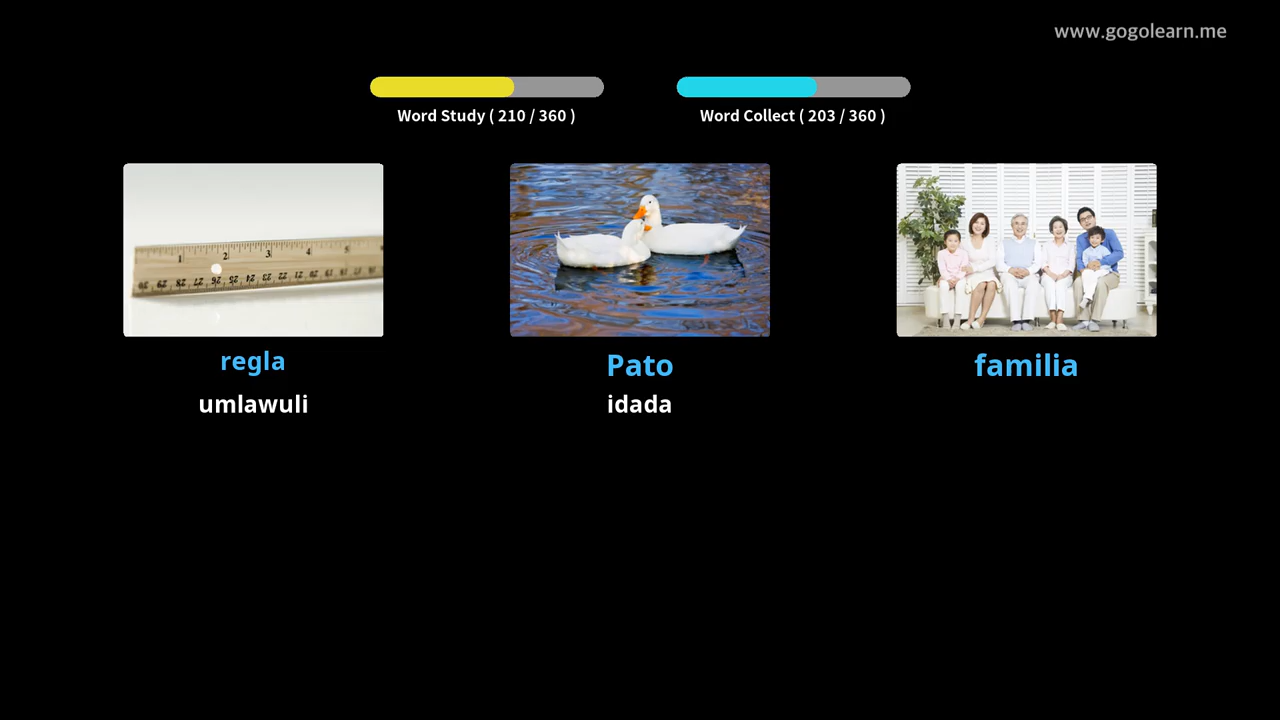 www.gogolearn.me
Word Study ( 210 / 360 )
Word Collect ( 203 / 360 )
regla
Pato
familia
umlawuli
idada